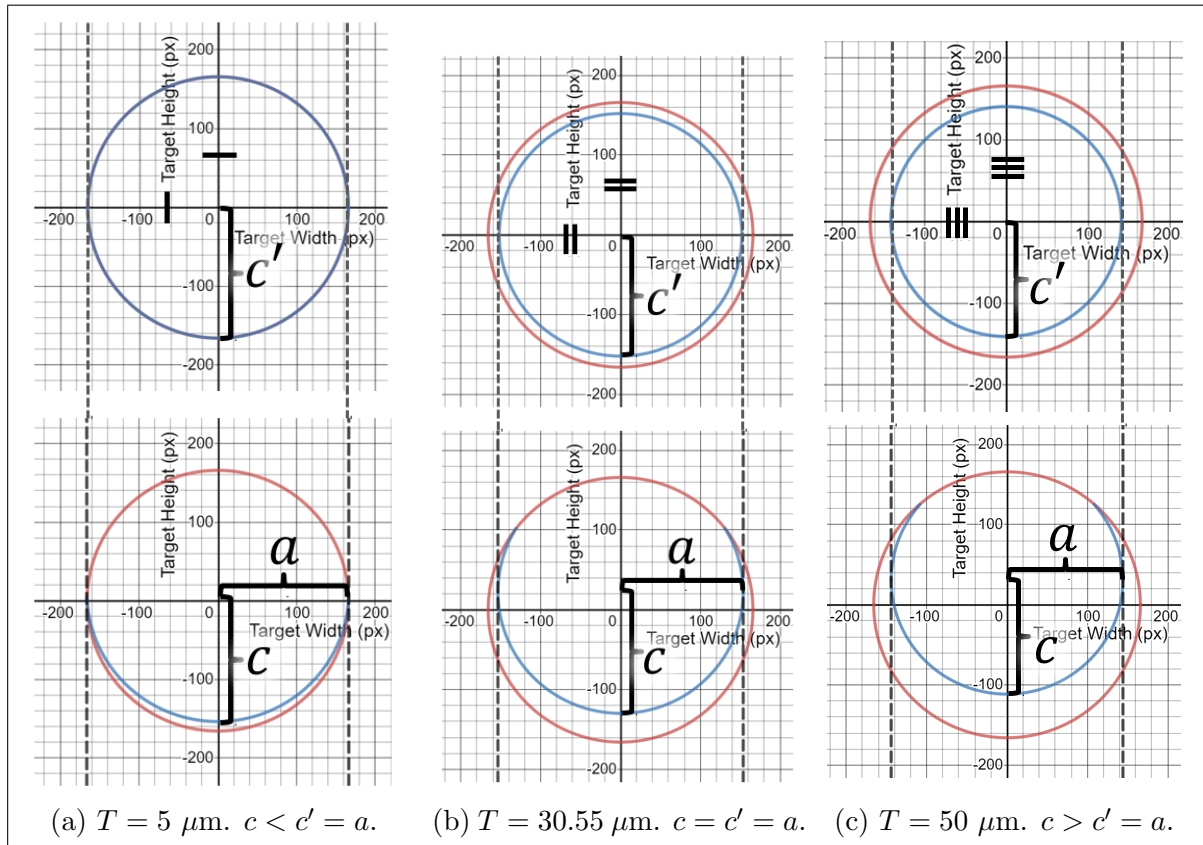 200
100
-200
-100
0
100
200
-100
-200
Target Height (px)
Target Width (px)
c′
200
100
-200
-100
0
100
200
-100
-200
Target Height (px)
Target Width (px)
c′
200
100
-200
-100
0
100
200
-100
-200
Target Height (px)
Target Width (px)
c′
200
100
-200
-100
0
100
200
-100
-200
Target Height (px)
Target Width (px)
a
c
200
100
-200
-100
0
100
200
-100
-200
Target Height (px)
Target Width (px)
a
c
200
100
-200
-100
0
100
200
-100
-200
Target Height (px)
Target Width (px)
a
c
(a) T = 5 μm. c < c′ = a.
(b) T = 30.55 μm. c = c′ = a.
(c) T = 50 μm. c > c′ = a.